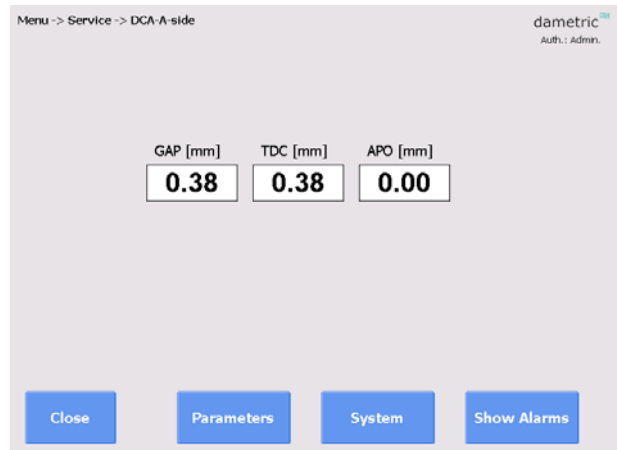 Menu -> Service -> DCA-A-side
dametric
Auth.: Admin.
GAP [mm] TDC [mm] APO [mm]
0.38 0.38 0.00
Close Parameters System Show Alarms